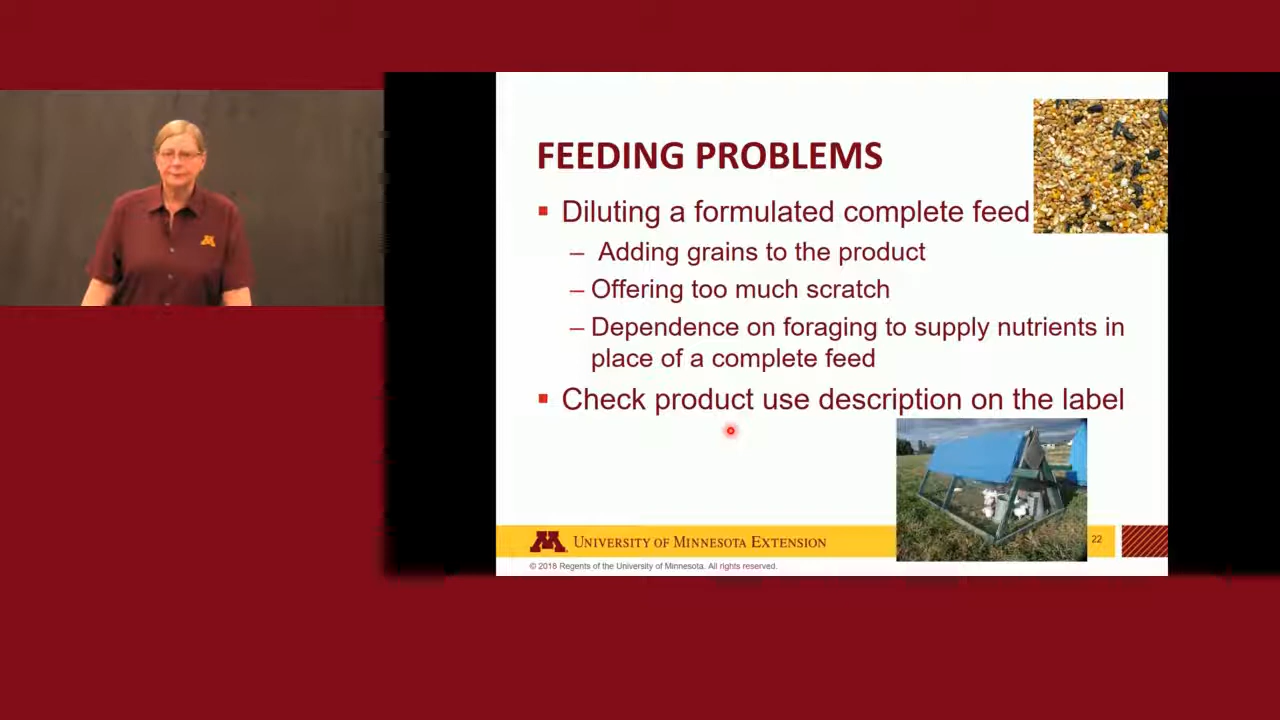 FEEDING PROBLEMS
▪ Diluting a formulated complete feed
– Adding grains to the product
– Offering too much scratch
– Dependence on foraging to supply nutrients in
place of a complete feed
▪ Check product use description on the label
M UNIVERSITY OF MINNESOTA EXTENSION
22
© 2018 Regents of the University of Minnesota. All rights reserved.